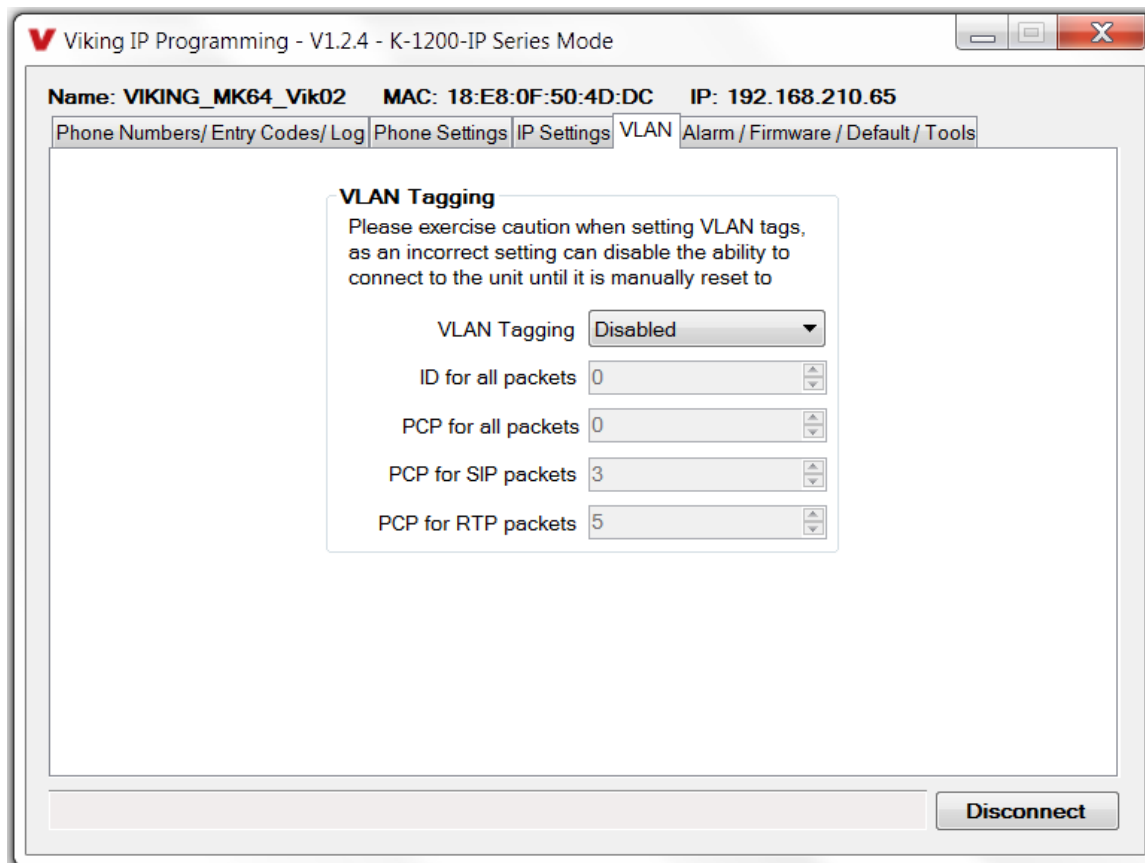 Viking IP Programming - V1.2.4 - K-1200-IP Series Mode
Name: VIKING_MK64_Vik02 MAC: 18:E8:0F:50:4D:DC IP: 192.168.210.65
Phone Numbers/ Entry Codes/ Log Phone Settings IP Settings VLAN Alarm / Firmware / Default / Tools
VLAN Tagging
Please exercise caution when setting VLAN tags,
as an incorrect setting can disable the ability to
connect to the unit until it is manually reset to
VLAN Tagging Disabled
ID for all packets 0
PCP for all packets 0
PCP for SIP packets 3
PCP for RTP packets 5
Disconnect